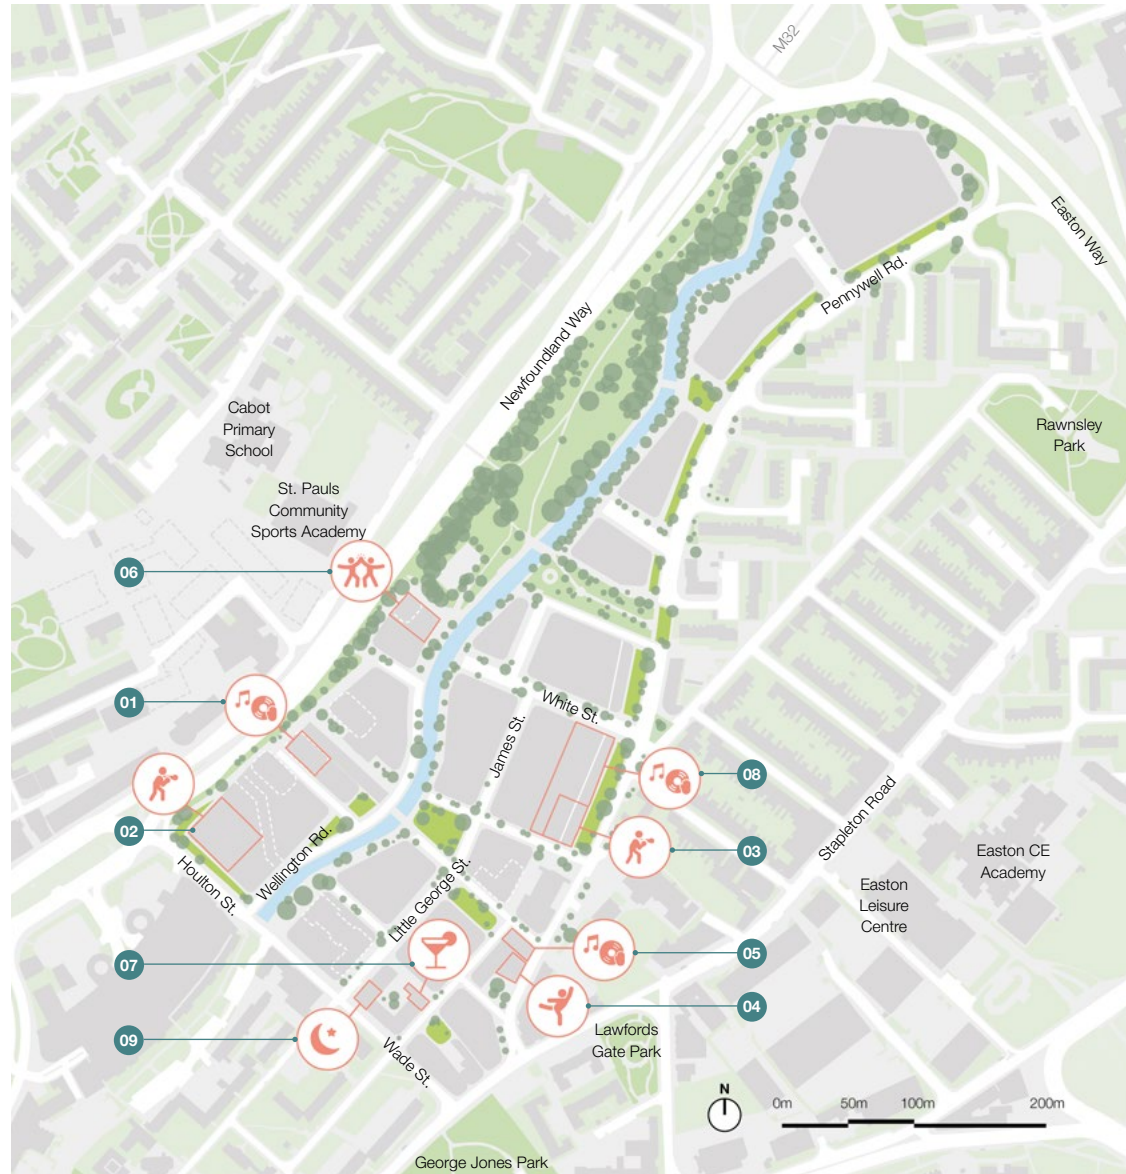 M32
Easton Way
Pennywell Rd.
Newfoundland Way
Cabot
Primary
School
Rawnsley
Park
St. Pauls
Community
Sports Academy
06
01
White St.
James St.
08
02
03
Stapleton Road
Wellington Rd.
Houlton St.
Easton CE
Academy
Easton
Leisure
Centre
Little George St.
07
05
04
09
Wade St.
Lawfords
Gate Park
N
0m
50m
100m
200m
George Jones Park